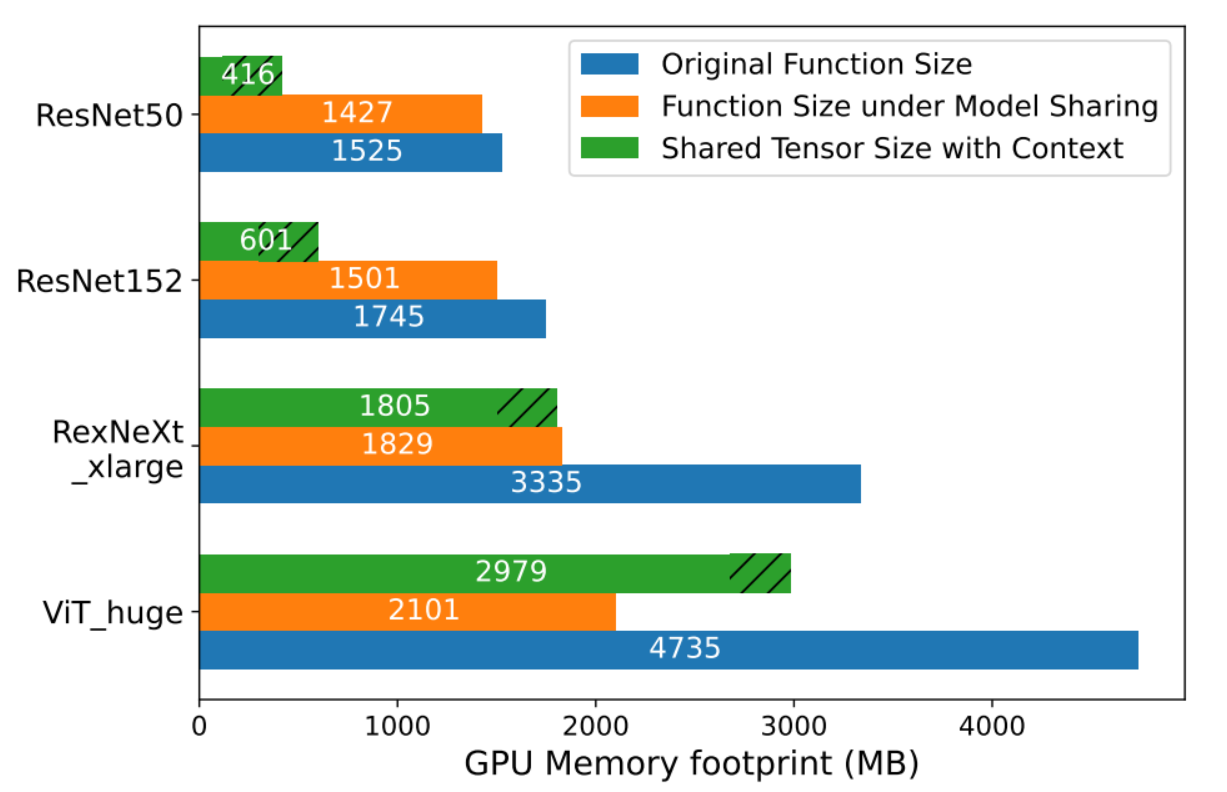 Original Function Size
Function Size under Model Sharing
Shared Tensor Size with Context
ResNet50
416
1427
1525
ResNet152
601
1501
1745
RexNeXt
_xlarge
1805
1829
3335
ViT_huge
2979
2101
4735
0 1000 2000 3000 4000
GPU Memory footprint (MB)